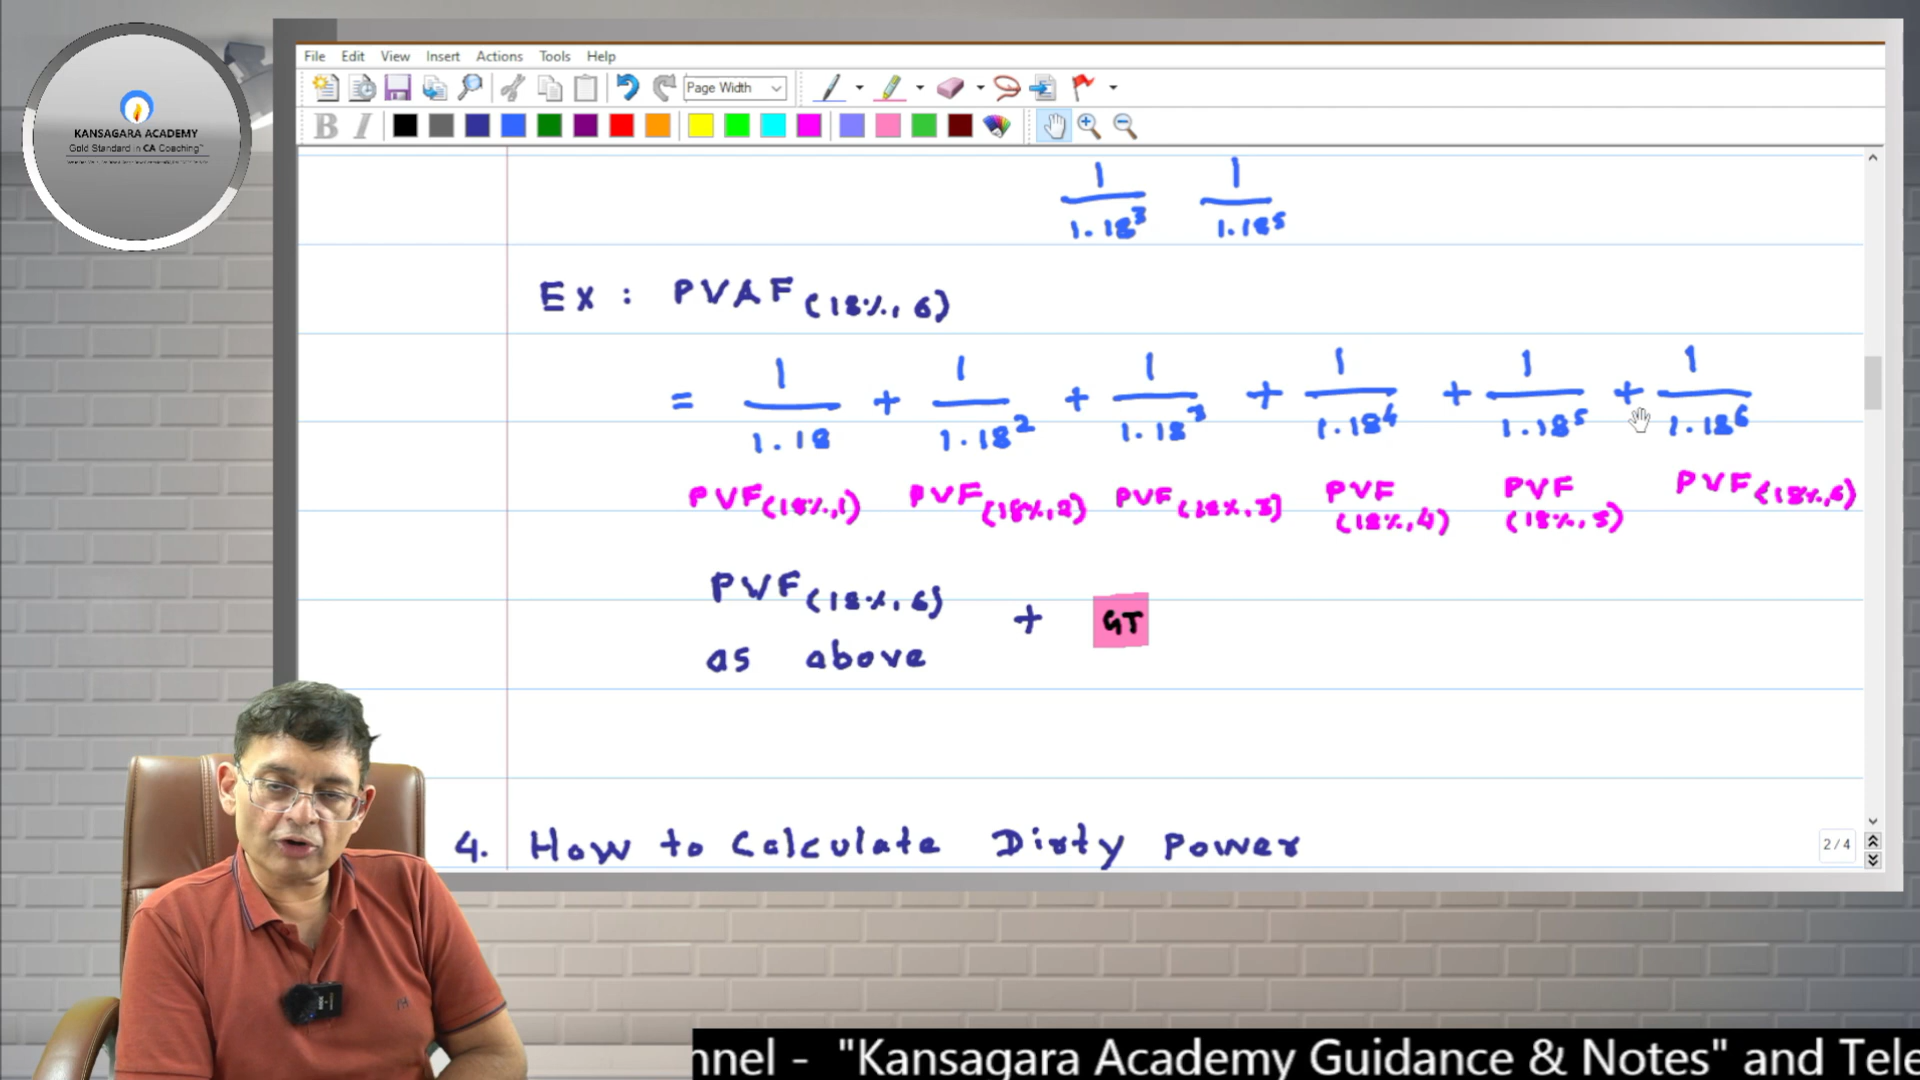 KANSAGARA ACADEMY
Gold Standard in CA Coaching™
File Edit View Insert Actions Tools Help
Page Width
B I
1/1.18³ 1/1.18⁵
Ex : PVAF(18%, 6)
= 1/1.18 + 1/1.18² + 1/1.18³ + 1/1.18⁴ + 1/1.18⁵ + 1/1.18⁶
PVF(18%,1) PVF(18%,2) PVF(18%,3) PVF(18%,4) PVF(18%,5) PVF(18%,6)
PVF(18%,6) + GT
as above
4. How to Calculate Dirty Power
2 / 4
nnel - "Kansagara Academy Guidance & Notes" and Tele